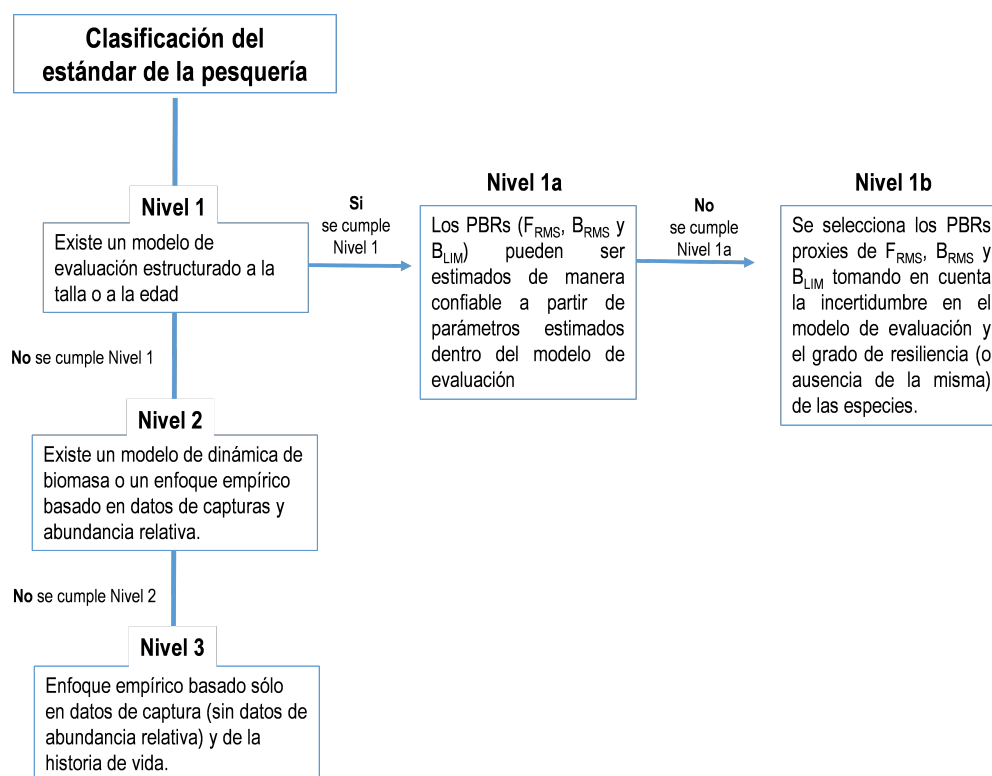 Clasificación del
estándar de la pesquería
Nivel 1
Existe un modelo de
evaluación estructurado a la
talla o a la edad
Si
se cumple
Nivel 1
Nivel 1a
Los PBRs (FRMS, BRMS y
BLIM) pueden ser
estimados de manera
confiable a partir de
parámetros estimados
dentro del modelo de
evaluación
No
se cumple
Nivel 1a
Nivel 1b
Se selecciona los PBRs
proxies de FRMS, BRMS y
BLIM tomando en cuenta
la incertidumbre en el
modelo de evaluación y
el grado de resiliencia (o
ausencia de la misma)
de las especies.
No se cumple Nivel 1
Nivel 2
Existe un modelo de dinámica de
biomasa o un enfoque empírico
basado en datos de capturas y
abundancia relativa.
No se cumple Nivel 2
Nivel 3
Enfoque empírico basado sólo
en datos de captura (sin datos de
abundancia relativa) y de la
historia de vida.